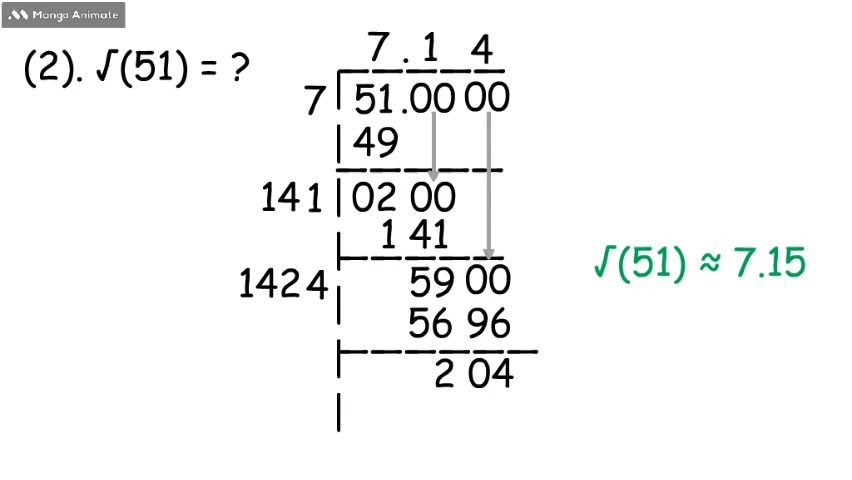 Manga Animate
(2). √(51) = ?
7.1 4
7 51.00 00
49
141 02 00
1 41
1424 59 00
56 96
2 04
√(51) ≈ 7.15